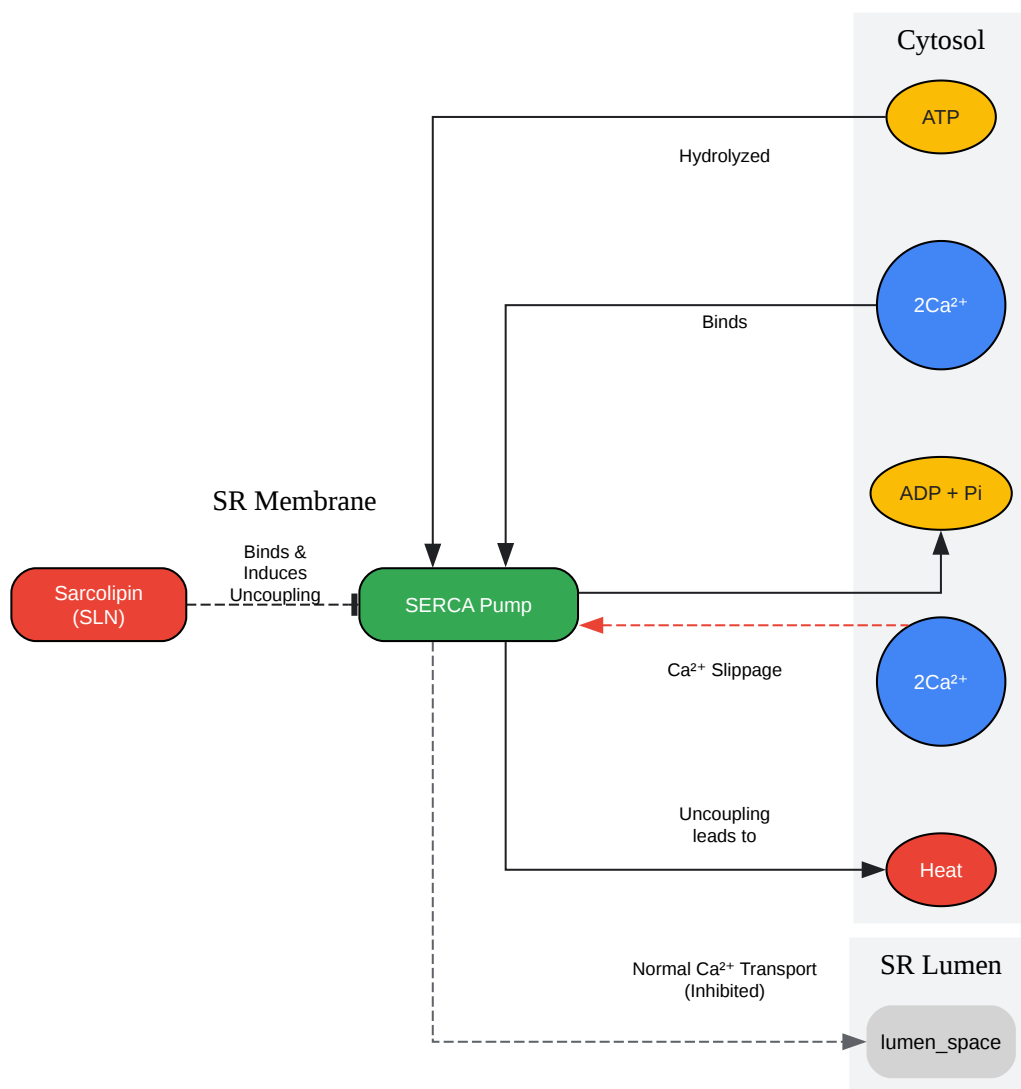 Cytosol
ATP
Hydrolyzed
2Ca²⁺
Binds
ADP + Pi
SR Membrane
Binds &
Induces
Uncoupling
Sarcolipin
(SLN)
SERCA Pump
Ca²⁺ Slippage
2Ca²⁺
Uncoupling
leads to
Heat
SR Lumen
Normal Ca²⁺ Transport
(Inhibited)
lumen_space